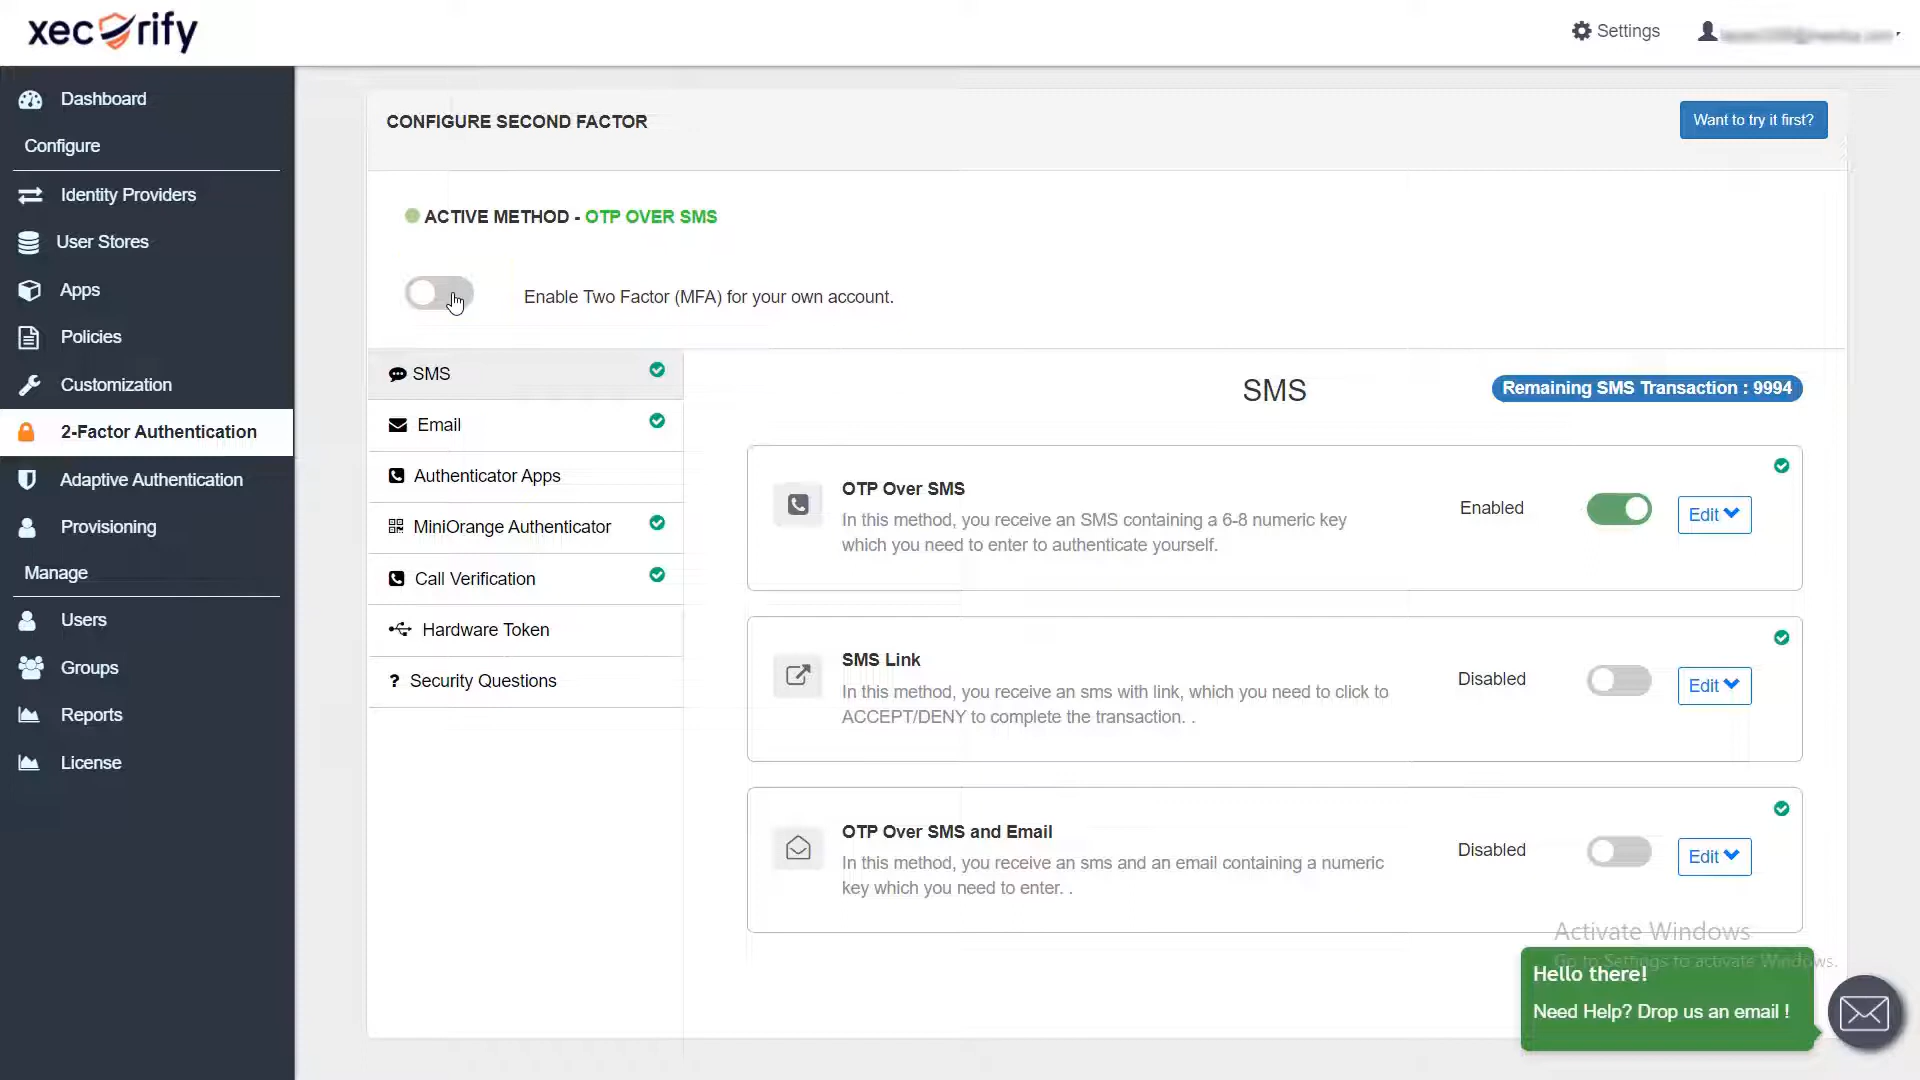 xecurify
Settings
Dashboard
Configure
Identity Providers
User Stores
Apps
Policies
Customization
2-Factor Authentication
Adaptive Authentication
Provisioning
Manage
Users
Groups
Reports
License
CONFIGURE SECOND FACTOR
Want to try it first?
ACTIVE METHOD - OTP OVER SMS
Enable Two Factor (MFA) for your own account.
SMS
Email
Authenticator Apps
MiniOrange Authenticator
Call Verification
Hardware Token
? Security Questions
SMS
Remaining SMS Transaction : 9994
OTP Over SMS
In this method, you receive an SMS containing a 6-8 numeric key
which you need to enter to authenticate yourself.
Enabled
Edit
SMS Link
In this method, you receive an sms with link, which you need to click to
ACCEPT/DENY to complete the transaction. .
Disabled
Edit
OTP Over SMS and Email
In this method, you receive an sms and an email containing a numeric
key which you need to enter. .
Disabled
Edit
Activate Windows
Go to Settings to activate Windows.
Hello there!
Need Help? Drop us an email !